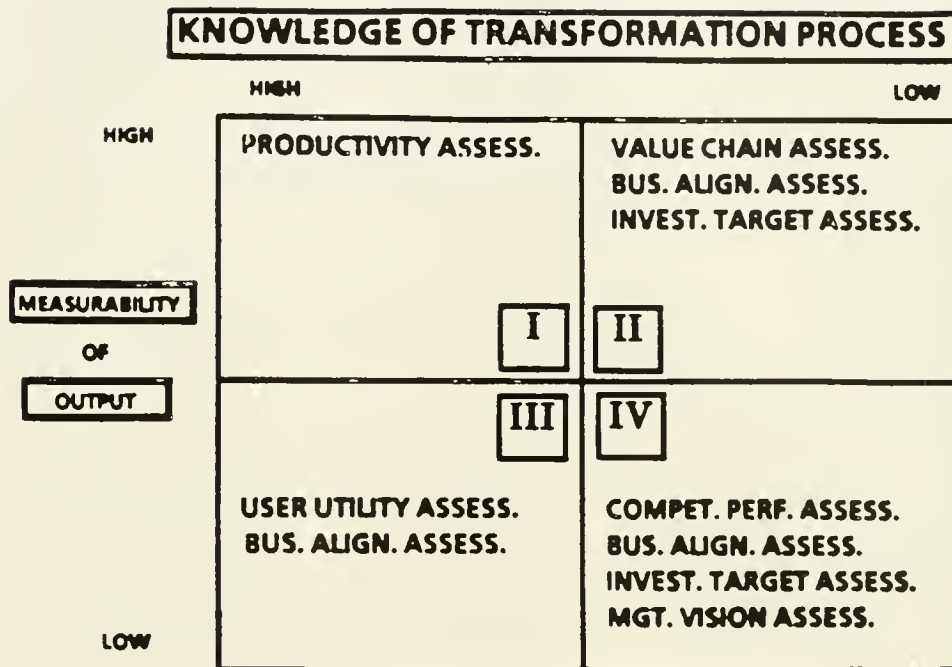 KNOWLEDGE OF TRANSFORMATION PROCESS
HIGH LOW
HIGH
PRODUCTIVITY ASSESS.
VALUE CHAIN ASSESS.
BUS. ALIGN. ASSESS.
INVEST. TARGET ASSESS.
MEASURABILITY
OF
OUTPUT
I II
III IV
USER UTILITY ASSESS.
BUS. ALIGN. ASSESS.
COMPET. PERF. ASSESS.
BUS. ALIGN. ASSESS.
INVEST. TARGET ASSESS.
MGT. VISION ASSESS.
LOW